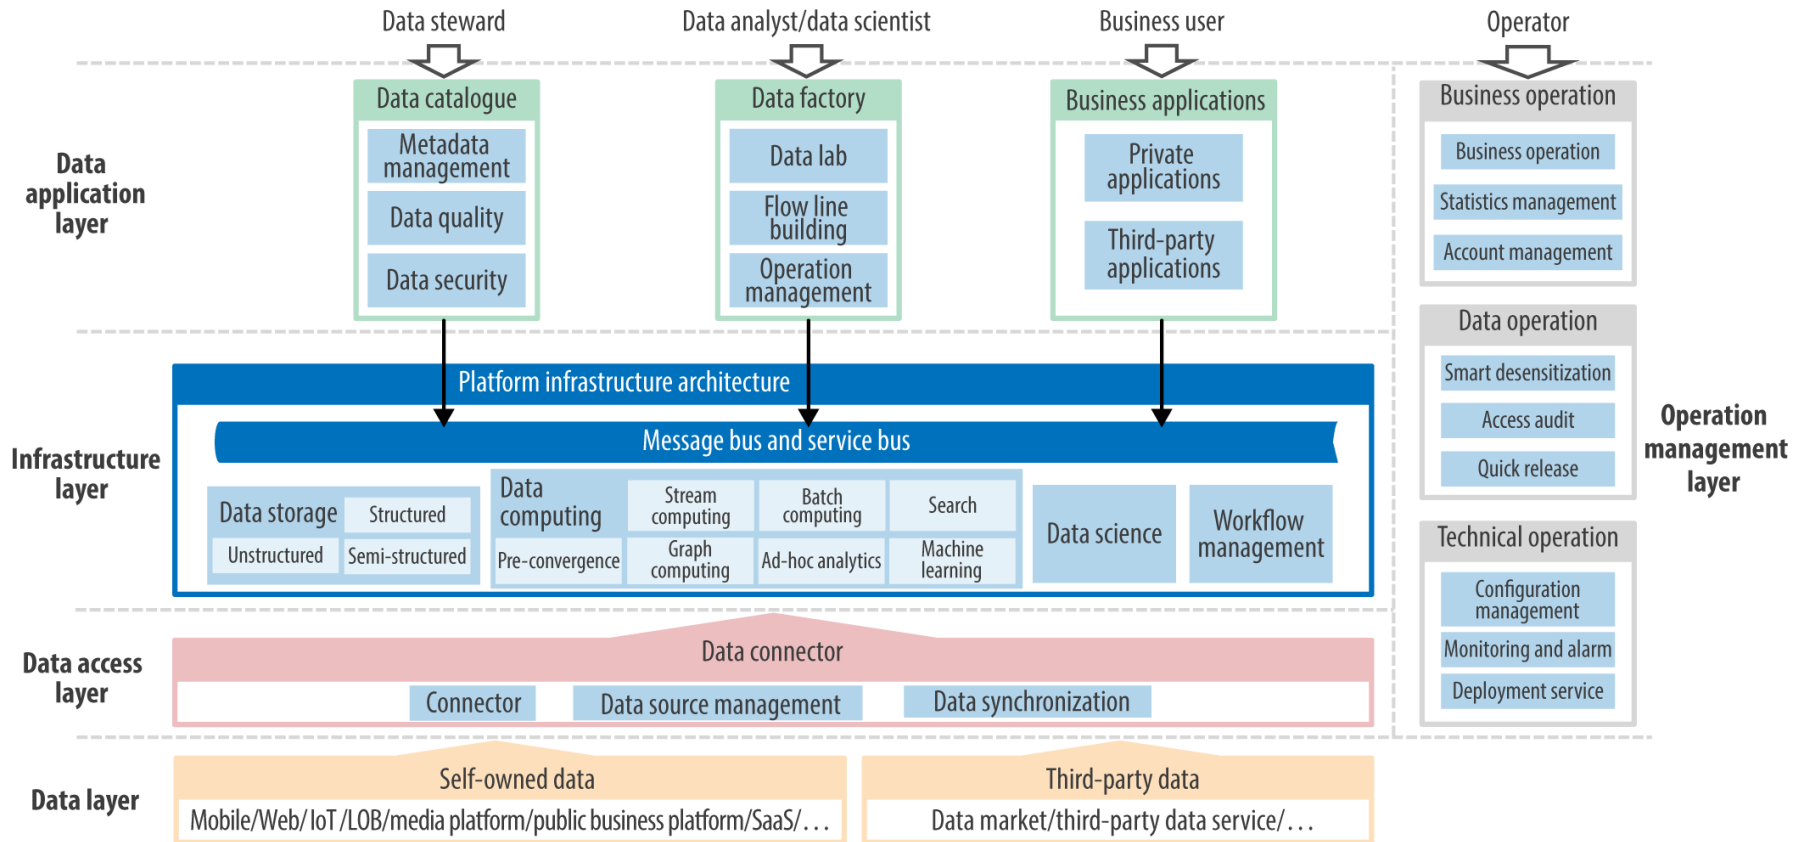 Data steward
Data analyst/data scientist
Business user
Operator
Data
application
layer
Data catalogue
Metadata
management
Data quality
Data security
Data factory
Data lab
Flow line
building
Operation
management
Business applications
Private
applications
Third-party
applications
Business operation
Business operation
Statistics management
Account management
Data operation
Smart desensitization
Access audit
Quick release
Technical operation
Configuration
management
Monitoring and alarm
Deployment service
Operation
management
layer
Infrastructure
layer
Platform infrastructure architecture
Message bus and service bus
Data storage
Structured
Unstructured
Semi-structured
Data
computing
Stream
computing
Batch
computing
Search
Pre-convergence
Graph
computing
Ad-hoc analytics
Machine
learning
Data science
Workflow
management
Data access
layer
Data connector
Connector
Data source management
Data synchronization
Data layer
Self-owned data
Mobile/Web/ IoT /LOB/media platform/public business platform/SaaS/ . . .
Third-party data
Data market/third-party data service/ . . .